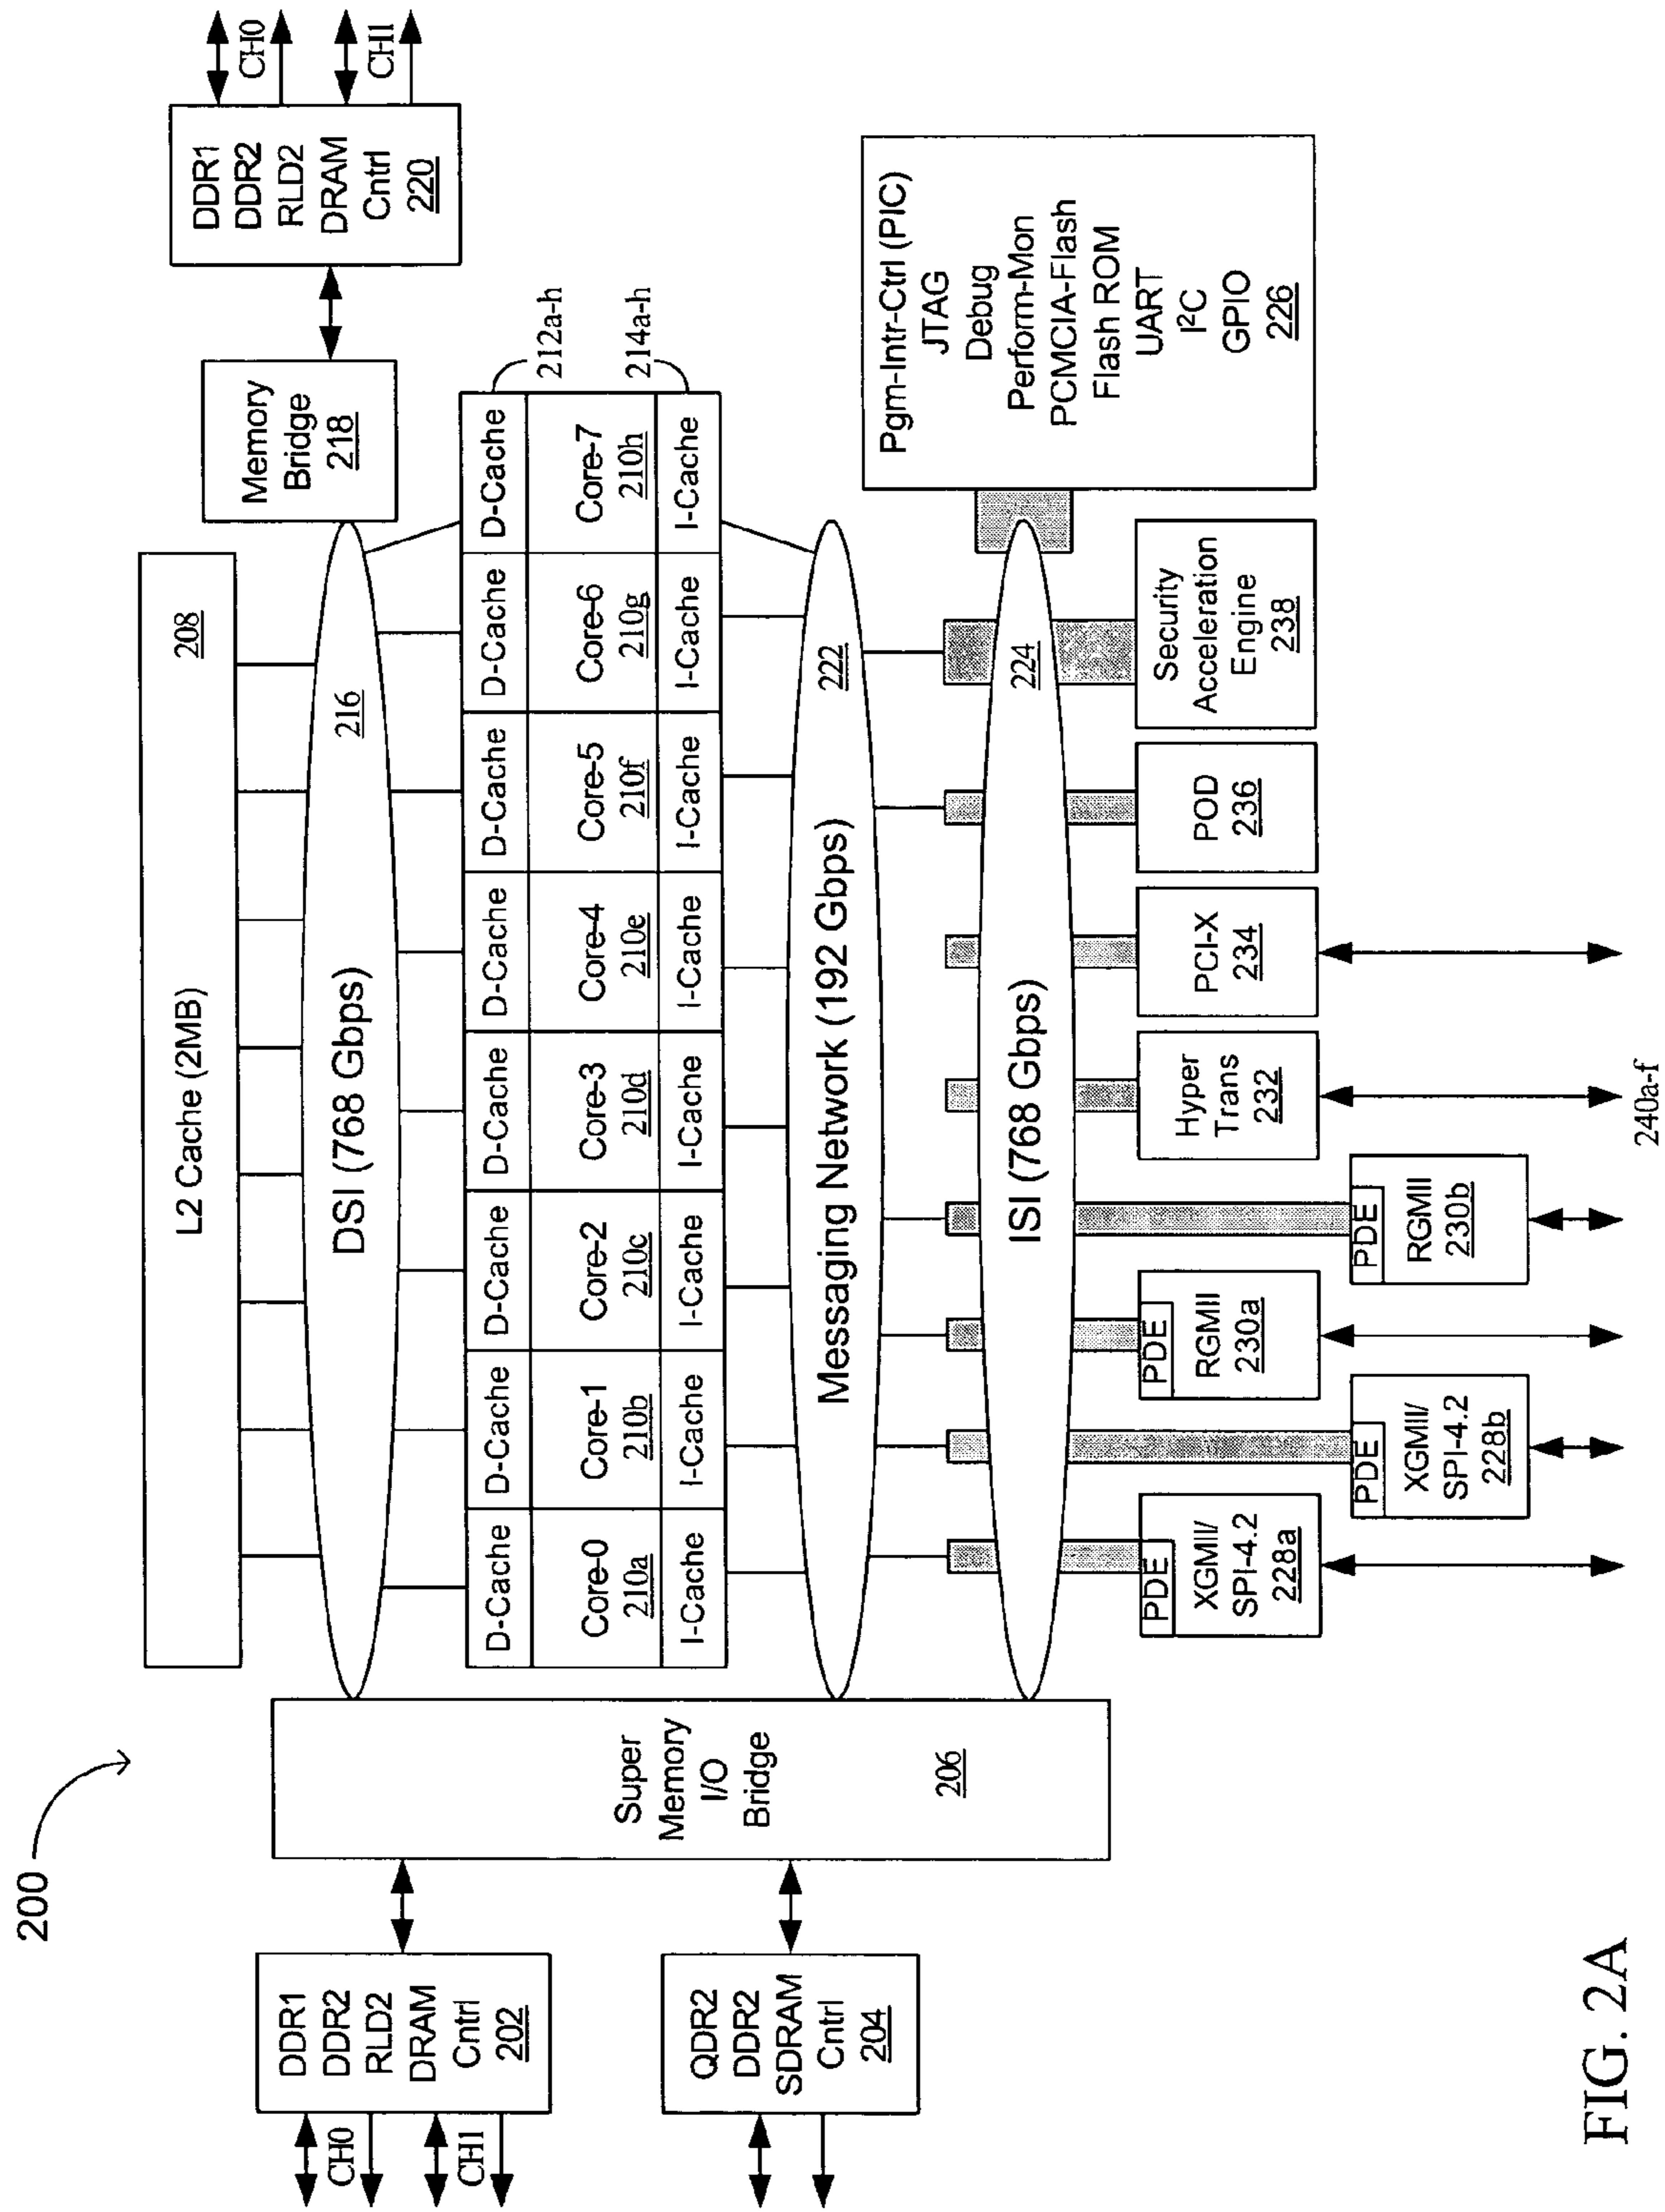 200
L2 Cache (2MB)
208
DSI (768 Gbps)
216
Memory
Bridge
218
DDR1
DDR2
RLD2
DRAM
Cntrl
220
CH0
CH1
DDR1
DDR2
RLD2
DRAM
Cntrl
202
CH0
CH1
QDR2
DDR2
SDRAM
Cntrl
204
Super
Memory
I/O
Bridge
206
D-Cache D-Cache D-Cache D-Cache D-Cache D-Cache D-Cache D-Cache
212a-h
Core-0 Core-1 Core-2 Core-3 Core-4 Core-5 Core-6 Core-7
210a 210b 210c 210d 210e 210f 210g 210h
I-Cache I-Cache I-Cache I-Cache I-Cache I-Cache I-Cache I-Cache
214a-h
Messaging Network (192 Gbps)
222
ISI (768 Gbps)
224
Pgm-Intr-Ctrl (PIC)
JTAG
Debug
Perform-Mon
PCMCIA-Flash
Flash ROM
UART
I²C
GPIO
226
PDE
XGMII/
SPI-4.2
228a
PDE
XGMII/
SPI-4.2
228b
PDE
RGMII
230a
PDE
RGMII
230b
Hyper
Trans
232
PCI-X
234
POD
236
Security
Acceleration
Engine
238
240a-f
FIG. 2A